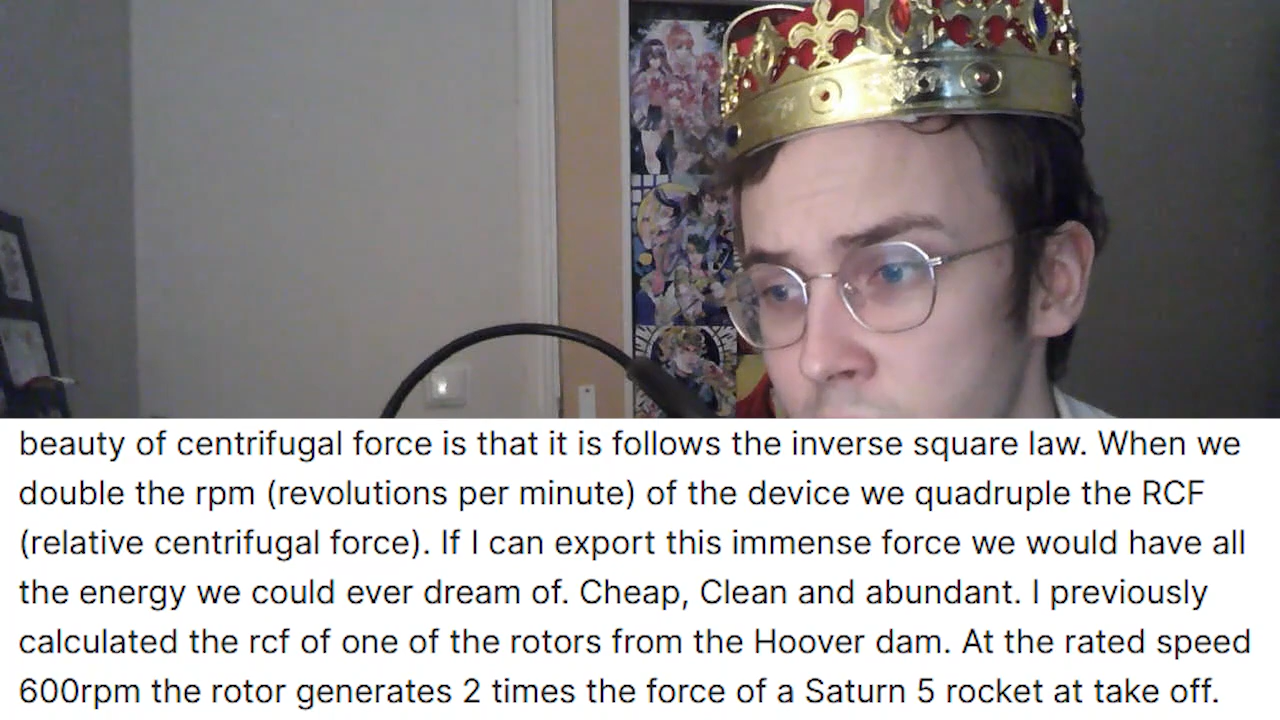 beauty of centrifugal force is that it is follows the inverse square law. When we
double the rpm (revolutions per minute) of the device we quadruple the RCF
(relative centrifugal force). If I can export this immense force we would have all
the energy we could ever dream of. Cheap, Clean and abundant. I previously
calculated the rcf of one of the rotors from the Hoover dam. At the rated speed
600rpm the rotor generates 2 times the force of a Saturn 5 rocket at take off.